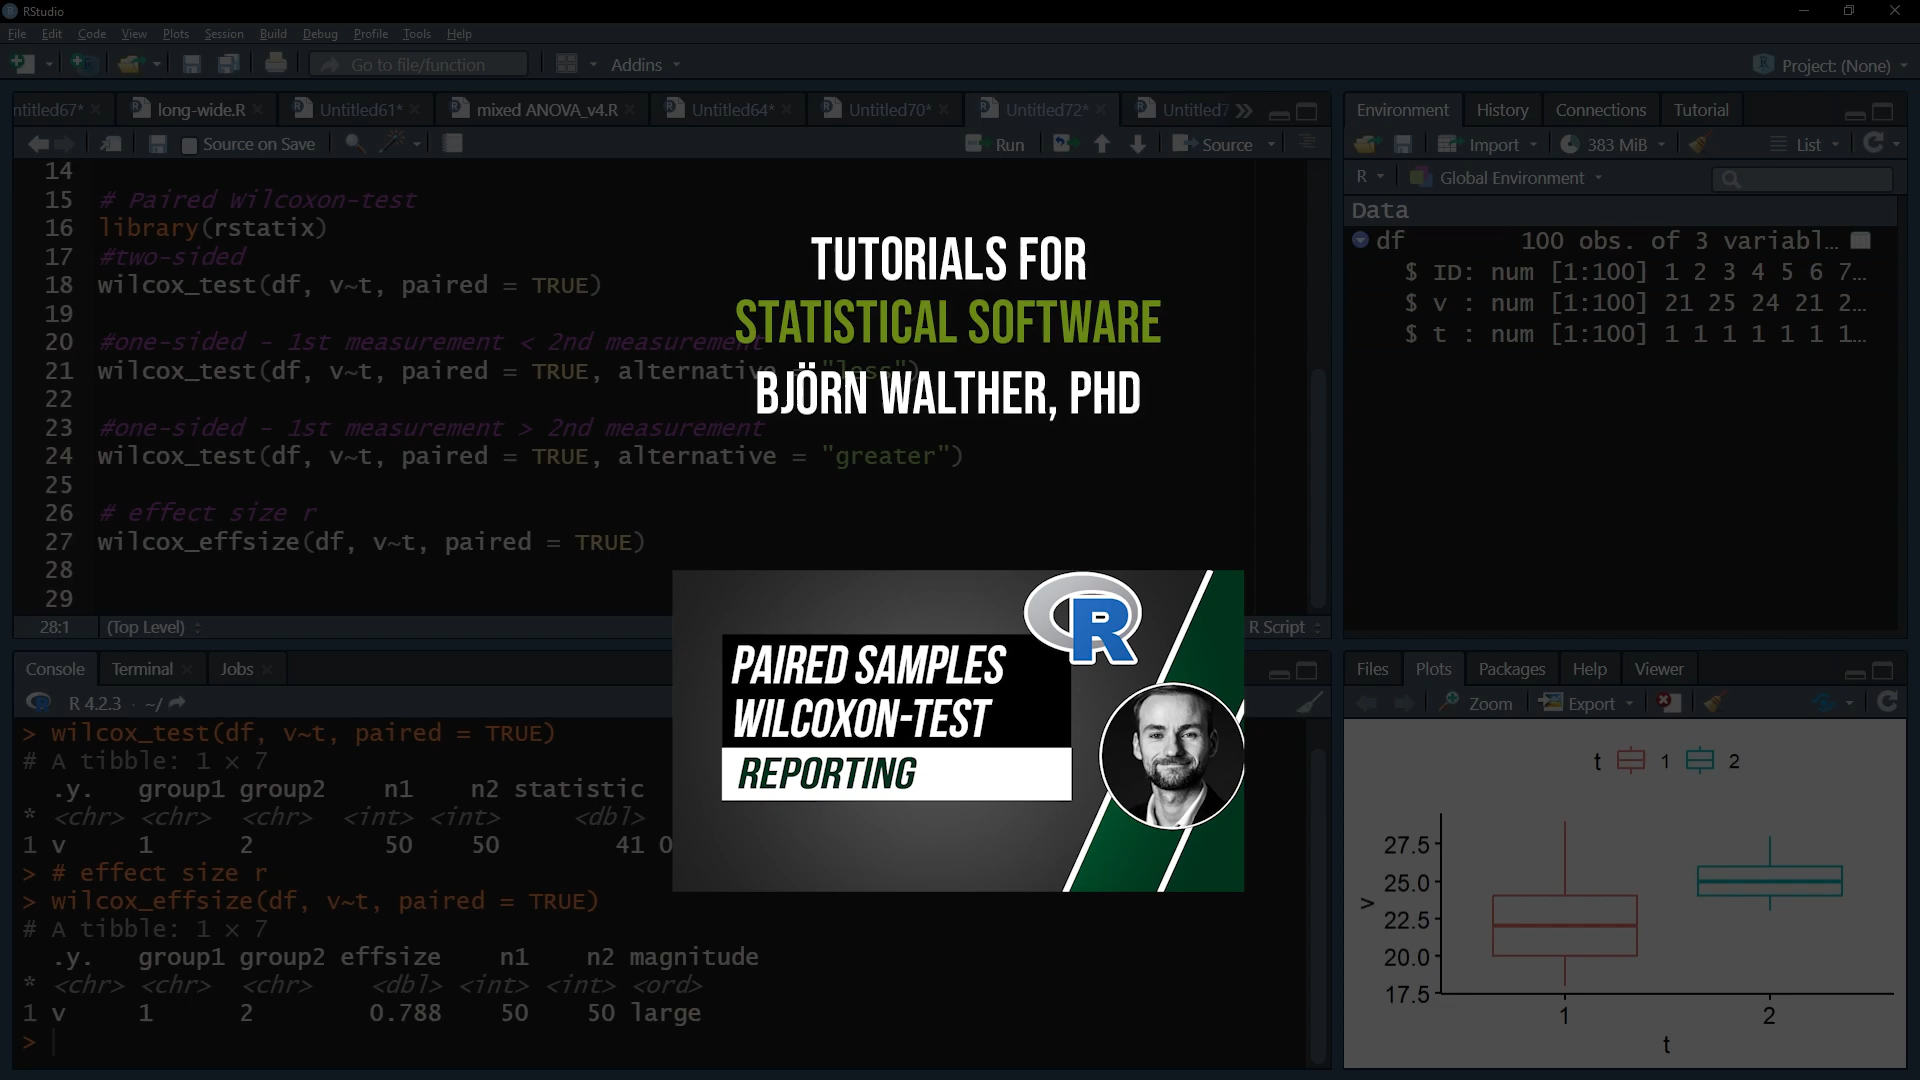 RStudio
File Edit Code View Plots Session Build Debug Profile Tools Help
Go to file/function Addins Project: (None)
ntitled67* long-wide.R Untitled61* mixed ANOVA_v4.R Untitled64* Untitled70* Untitled72* Untitled7
Source on Save Run Source
14
15 # Paired Wilcoxon-test
16 library(rstatix)
17 #two-sided
18 wilcox_test(df, v~t, paired = TRUE)
19
20 #one-sided - 1st measurement < 2nd measurement
21 wilcox_test(df, v~t, paired = TRUE, alternative = "less")
22
23 #one-sided - 1st measurement > 2nd measurement
24 wilcox_test(df, v~t, paired = TRUE, alternative = "greater")
25
26 # effect size r
27 wilcox_effsize(df, v~t, paired = TRUE)
28
29
28:1 (Top Level) R Script
TUTORIALS FOR
STATISTICAL SOFTWARE
BJÖRN WALTHER, PHD
R
PAIRED SAMPLES
WILCOXON-TEST
REPORTING
Console Terminal Jobs
R 4.2.3 · ~/
> wilcox_test(df, v~t, paired = TRUE)
# A tibble: 1 × 7
.y. group1 group2 n1 n2 statistic
* <chr> <chr> <chr> <int> <int> <dbl>
1 v 1 2 50 50 41 0
> # effect size r
> wilcox_effsize(df, v~t, paired = TRUE)
# A tibble: 1 × 7
.y. group1 group2 effsize n1 n2 magnitude
* <chr> <chr> <chr> <dbl> <int> <int> <ord>
1 v 1 2 0.788 50 50 large
>
Environment History Connections Tutorial
Import 383 MiB List
R Global Environment
Data
df 100 obs. of 3 variabl…
$ ID: num [1:100] 1 2 3 4 5 6 7…
$ v : num [1:100] 21 25 24 21 2…
$ t : num [1:100] 1 1 1 1 1 1 1…
Files Plots Packages Help Viewer
Zoom Export
t 1 2
27.5
25.0
22.5
20.0
17.5
v
1 2
t